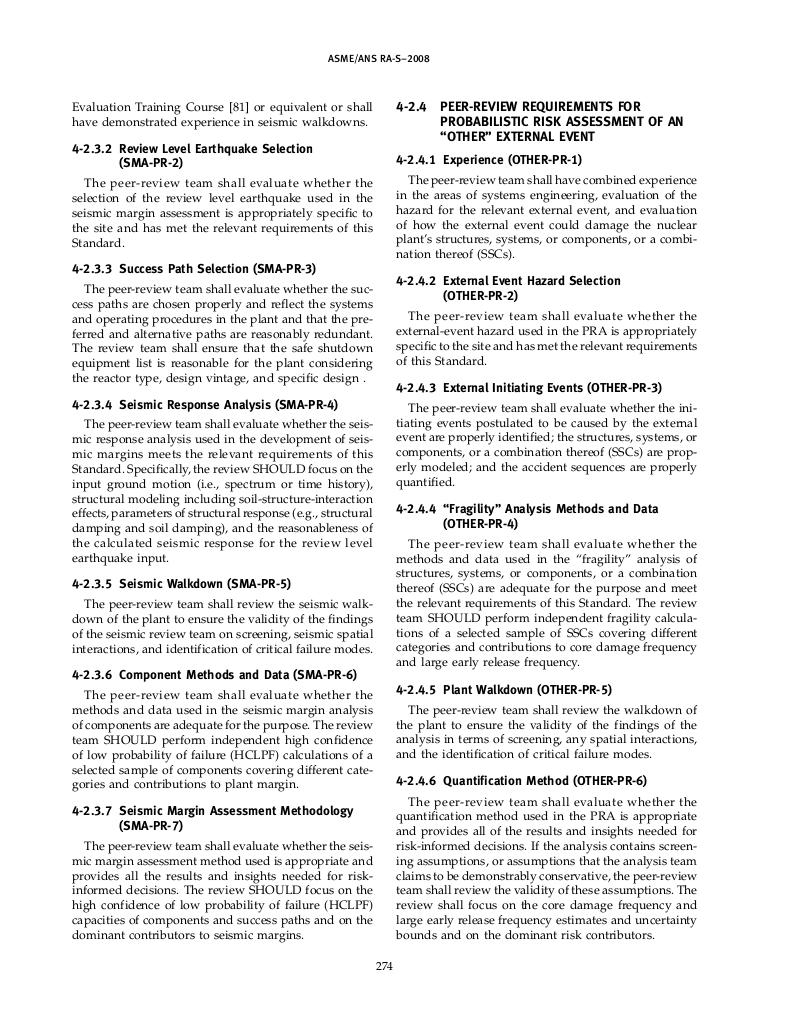 ASME/ANS RA-S–2008
Evaluation Training Course [81] or equivalent or shall
have demonstrated experience in seismic walkdowns.
4-2.3.2 Review Level Earthquake Selection
(SMA-PR-2)
The peer-review team shall evaluate whether the
selection of the review level earthquake used in the
seismic margin assessment is appropriately specific to
the site and has met the relevant requirements of this
Standard.
4-2.3.3 Success Path Selection (SMA-PR-3)
The peer-review team shall evaluate whether the suc-
cess paths are chosen properly and reflect the systems
and operating procedures in the plant and that the pre-
ferred and alternative paths are reasonably redundant.
The review team shall ensure that the safe shutdown
equipment list is reasonable for the plant considering
the reactor type, design vintage, and specific design .
4-2.3.4 Seismic Response Analysis (SMA-PR-4)
The peer-review team shall evaluate whether the seis-
mic response analysis used in the development of seis-
mic margins meets the relevant requirements of this
Standard. Specifically, the review SHOULD focus on the
input ground motion (i.e., spectrum or time history),
structural modeling including soil-structure-interaction
effects, parameters of structural response (e.g., structural
damping and soil damping), and the reasonableness of
the calculated seismic response for the review level
earthquake input.
4-2.3.5 Seismic Walkdown (SMA-PR-5)
The peer-review team shall review the seismic walk-
down of the plant to ensure the validity of the findings
of the seismic review team on screening, seismic spatial
interactions, and identification of critical failure modes.
4-2.3.6 Component Methods and Data (SMA-PR-6)
The peer-review team shall evaluate whether the
methods and data used in the seismic margin analysis
of components are adequate for the purpose. The review
team SHOULD perform independent high confidence
of low probability of failure (HCLPF) calculations of a
selected sample of components covering different cate-
gories and contributions to plant margin.
4-2.3.7 Seismic Margin Assessment Methodology
(SMA-PR-7)
The peer-review team shall evaluate whether the seis-
mic margin assessment method used is appropriate and
provides all the results and insights needed for risk-
informed decisions. The review SHOULD focus on the
high confidence of low probability of failure (HCLPF)
capacities of components and success paths and on the
dominant contributors to seismic margins.
4-2.4 PEER-REVIEW REQUIREMENTS FOR
PROBABILISTIC RISK ASSESSMENT OF AN
“OTHER” EXTERNAL EVENT
4-2.4.1 Experience (OTHER-PR-1)
The peer-review team shall have combined experience
in the areas of systems engineering, evaluation of the
hazard for the relevant external event, and evaluation
of how the external event could damage the nuclear
plant’s structures, systems, or components, or a combi-
nation thereof (SSCs).
4-2.4.2 External Event Hazard Selection
(OTHER-PR-2)
The peer-review team shall evaluate whether the
external-event hazard used in the PRA is appropriately
specific to the site and has met the relevant requirements
of this Standard.
4-2.4.3 External Initiating Events (OTHER-PR-3)
The peer-review team shall evaluate whether the ini-
tiating events postulated to be caused by the external
event are properly identified; the structures, systems, or
components, or a combination thereof (SSCs) are prop-
erly modeled; and the accident sequences are properly
quantified.
4-2.4.4 “Fragility” Analysis Methods and Data
(OTHER-PR-4)
The peer-review team shall evaluate whether the
methods and data used in the “fragility” analysis of
structures, systems, or components, or a combination
thereof (SSCs) are adequate for the purpose and meet
the relevant requirements of this Standard. The review
team SHOULD perform independent fragility calcula-
tions of a selected sample of SSCs covering different
categories and contributions to core damage frequency
and large early release frequency.
4-2.4.5 Plant Walkdown (OTHER-PR-5)
The peer-review team shall review the walkdown of
the plant to ensure the validity of the findings of the
analysis in terms of screening, any spatial interactions,
and the identification of critical failure modes.
4-2.4.6 Quantification Method (OTHER-PR-6)
The peer-review team shall evaluate whether the
quantification method used in the PRA is appropriate
and provides all of the results and insights needed for
risk-informed decisions. If the analysis contains screen-
ing assumptions, or assumptions that the analysis team
claims to be demonstrably conservative, the peer-review
team shall review the validity of these assumptions. The
review shall focus on the core damage frequency and
large early release frequency estimates and uncertainty
bounds and on the dominant risk contributors.
274